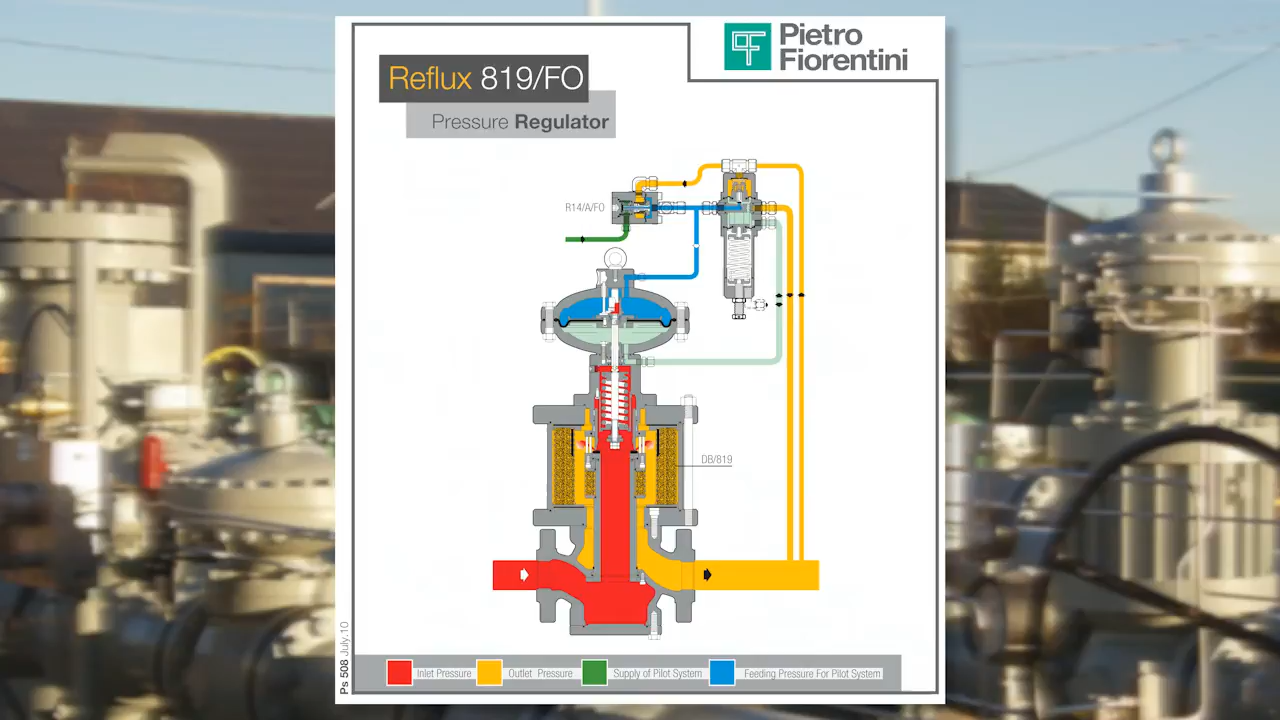 Pietro
Fiorentini
Reflux 819/FO
Pressure Regulator
R14/A/FO
DB/819
Ps 508 July.10
Inlet Pressure
Outlet Pressure
Supply of Pilot System
Feeding Pressure For Pilot System